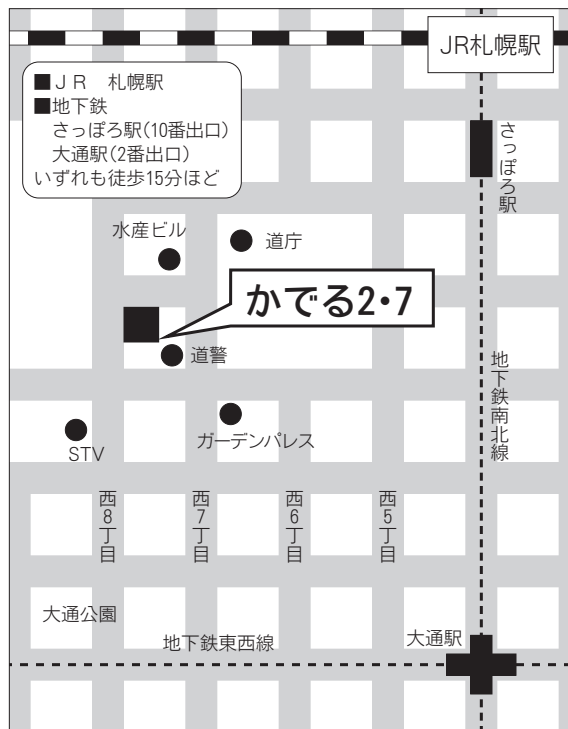 JR札幌駅
■ＪＲ　札幌駅
■地下鉄
さっぽろ駅(10番出口)
大通駅(2番出口)
いずれも徒歩15分ほど
さっぽろ駅
水産ビル
道庁
かでる2・7
道警
地下鉄南北線
STV
ガーデンパレス
西8丁目
西7丁目
西6丁目
西5丁目
大通公園
地下鉄東西線
大通駅